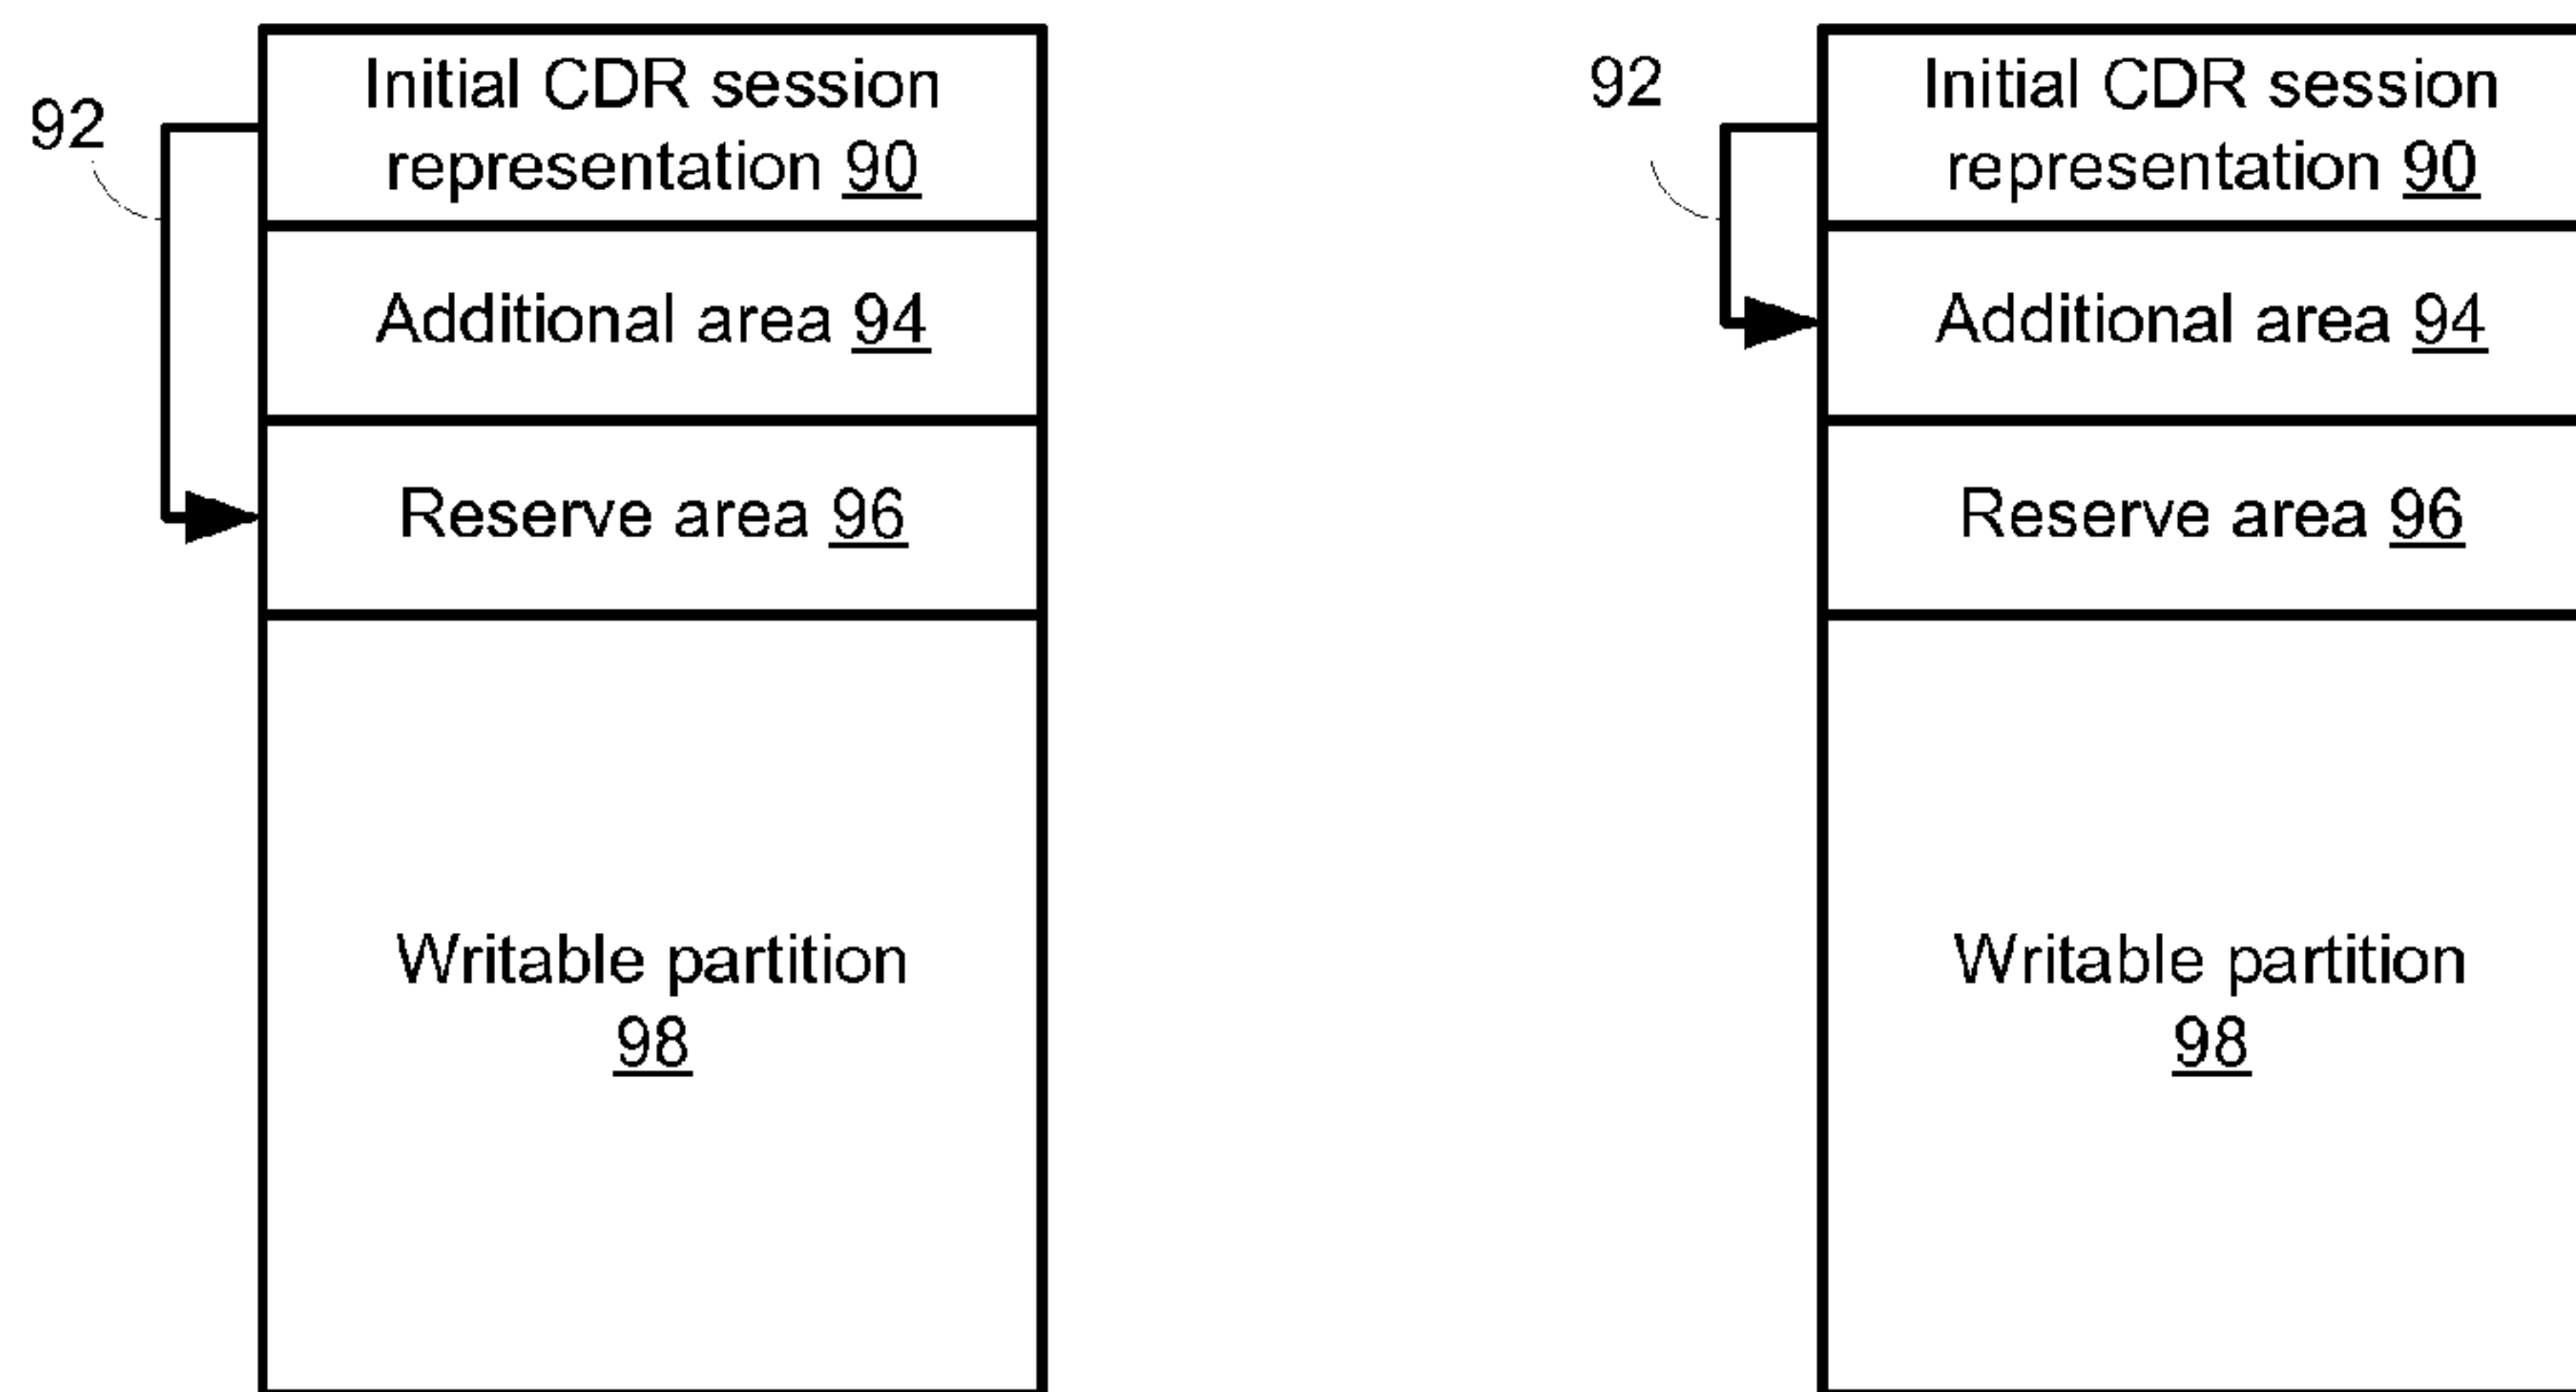 92
Initial CDR session
representation 90
Additional area 94
Reserve area 96
Writable partition
98
92
Initial CDR session
representation 90
Additional area 94
Reserve area 96
Writable partition
98